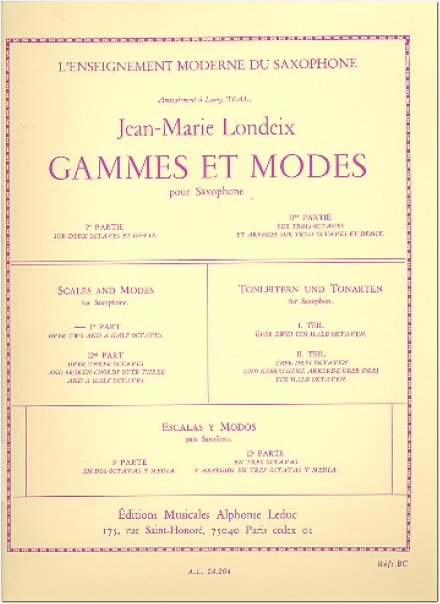 L'ENSEIGNEMENT MODERNE DU SAXOPHONE
Amicalement à Larry TEAL..
Jean-Marie Londeix
GAMMES ET MODES
pour Saxophone
Iᵉ PARTIE
SUR DEUX OCTAVES ET DEMIE.
IIᵐᵉ PARTIE
SUR TROIS OCTAVES
ET ARPEGES SUR TROIS OCTAVES ET DEMIE.
SCALES AND MODES
for Saxophone.
— Iˢᵗ PART
OVER TWO AND A HALF OCTAVES.
IIⁿᵈ PART
OVER THREE OCTAVES
AND BROKEN CHORDS OVER THREE
AND A HALF OCTAVES
TONLEITERN UND TONARTEN
für Saxophon.
I. TEIL
ÜBER ZWEI EIN HALB OKTAVEN.
II. TEIL
ÜBER DREI OKTAVEN
UND GEBROCHENE AKKORDE ÜBER DREI
EIN HALB OKTAVEN.
ESCALAS Y MODOS
para Saxofono.
Iᵃ PARTE
EN DOS OCTAVAS Y MEDIA
IIᵃ PARTE
EN TRES OCTAVAS
Y ARPEGIOS EN TRES OCTAVAS Y MEDIA
Éditions Musicales Alphonse Leduc
175, rue Saint-Honoré, 75040 Paris cedex 01
Réf: BC
A.L. 24.264